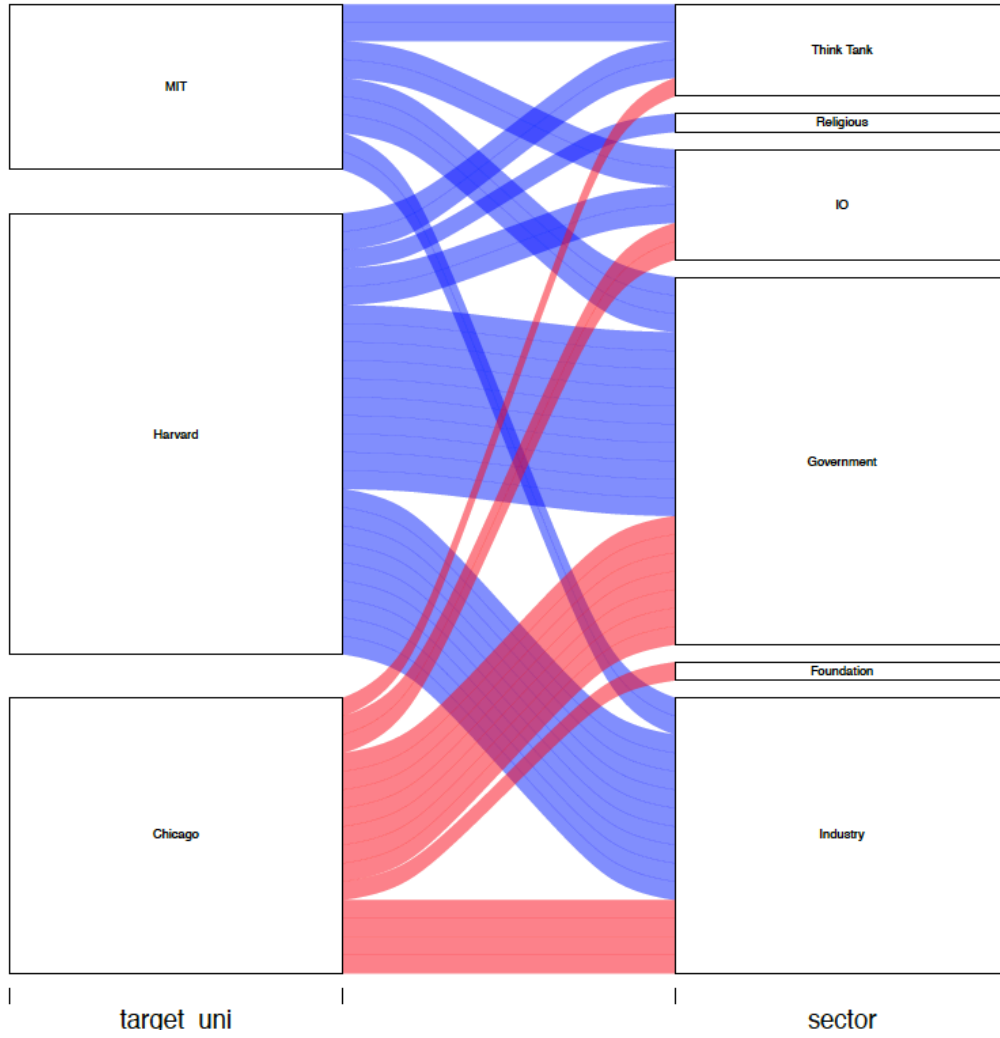 MIT
Harvard
Chicago
Think Tank
Religious
IO
Government
Foundation
Industry
target_uni
sector